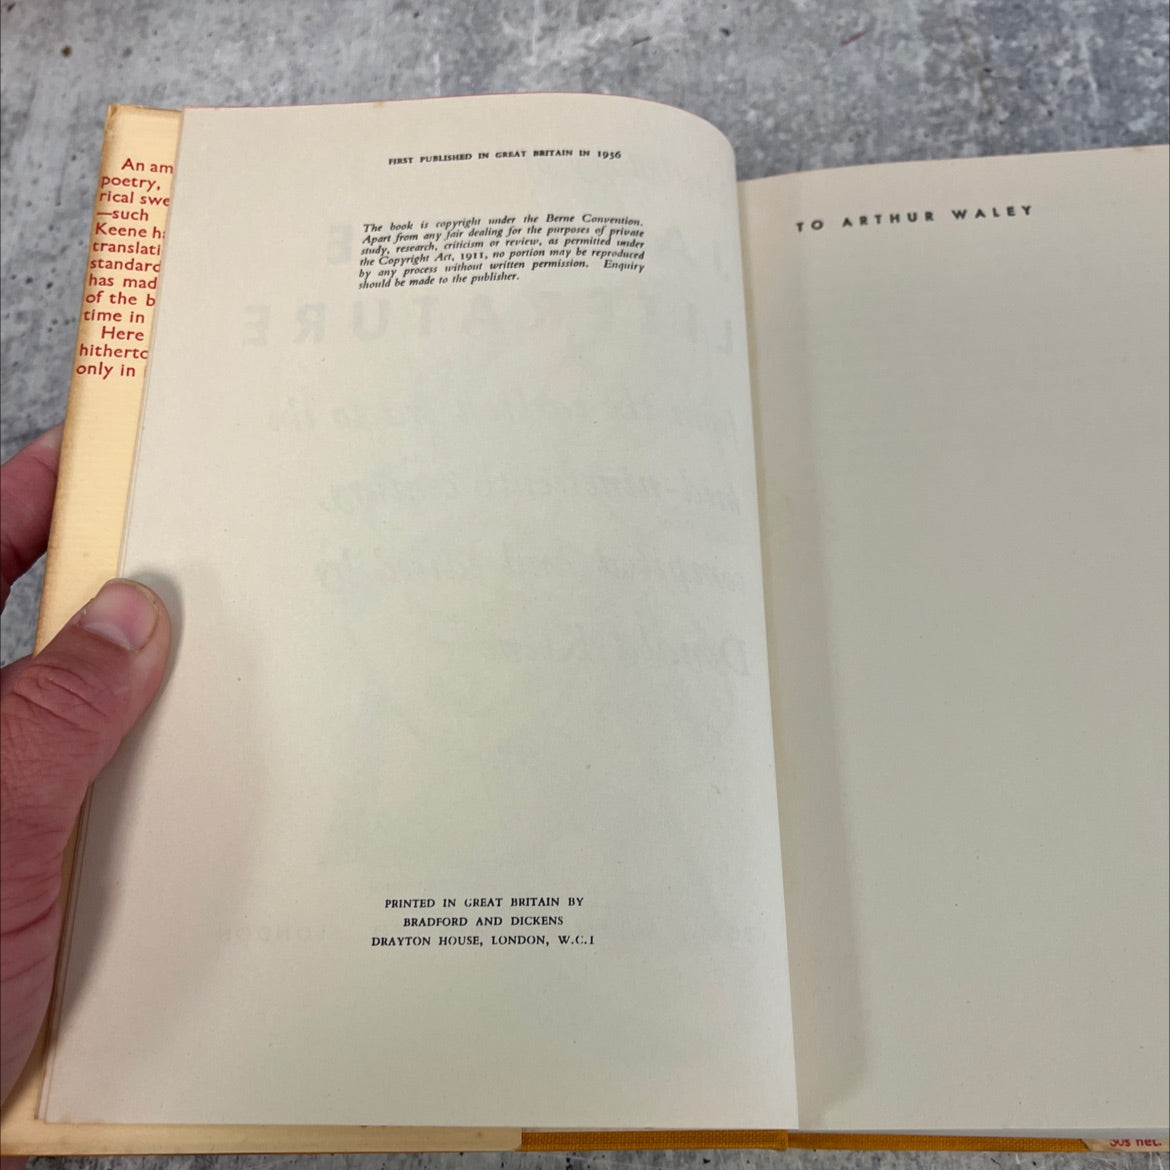 An am
poetry,
rical swe
—such
Keene h
translati
standard
has mad
of the b
time in
Here
hitherto
only in
FIRST PUBLISHED IN GREAT BRITAIN IN 1956
The book is copyright under the Berne Convention.
Apart from any fair dealing for the purposes of private
study, research, criticism or review, as permitted under
the Copyright Act, 1911, no portion may be reproduced
by any process without written permission. Enquiry
should be made to the publisher.
PRINTED IN GREAT BRITAIN BY
BRADFORD AND DICKENS
DRAYTON HOUSE, LONDON, W.C.1
TO ARTHUR WALEY
30s net.